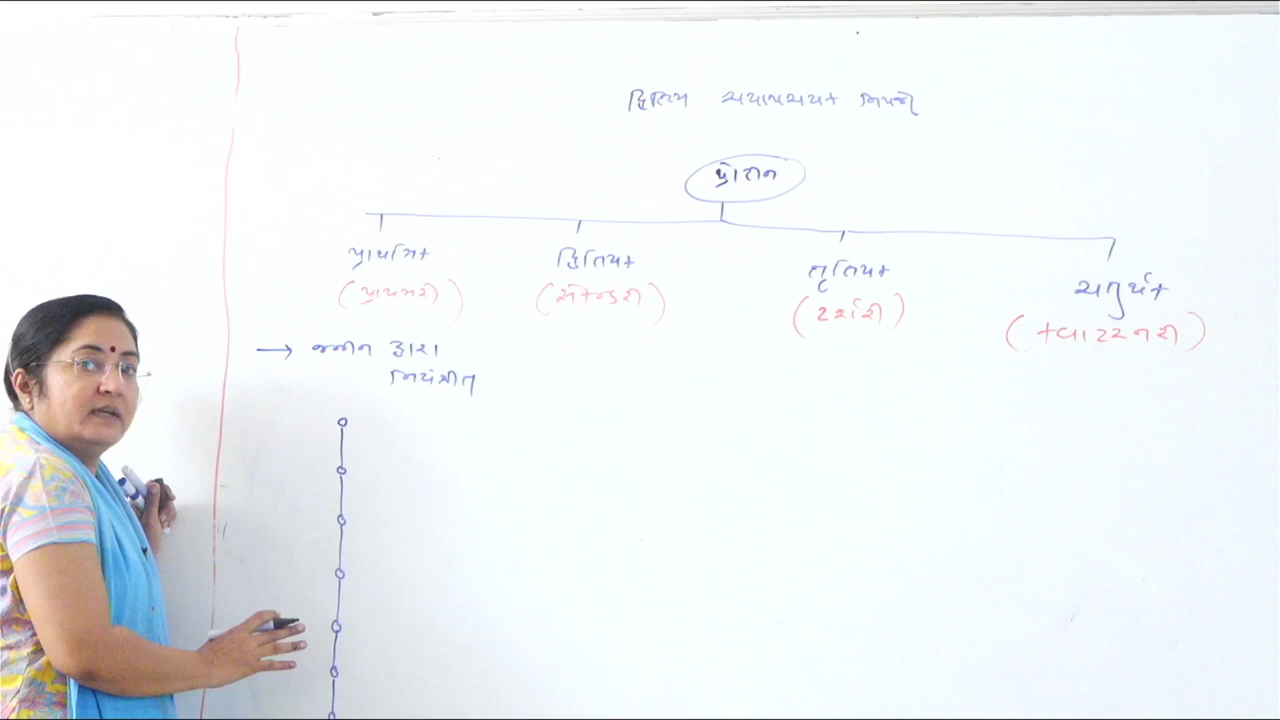 દ્વિતિય ચયાપચયક નિપજો
પ્રોટીન
પ્રાથમિક દ્વિતિયક તૃતિયક ચતુર્થક
(પ્રાયમરી) (સેકન્ડરી) (ટર્શરી) (ક્વાટરનરી)
→ જનીન દ્વારા
નિયંત્રીત